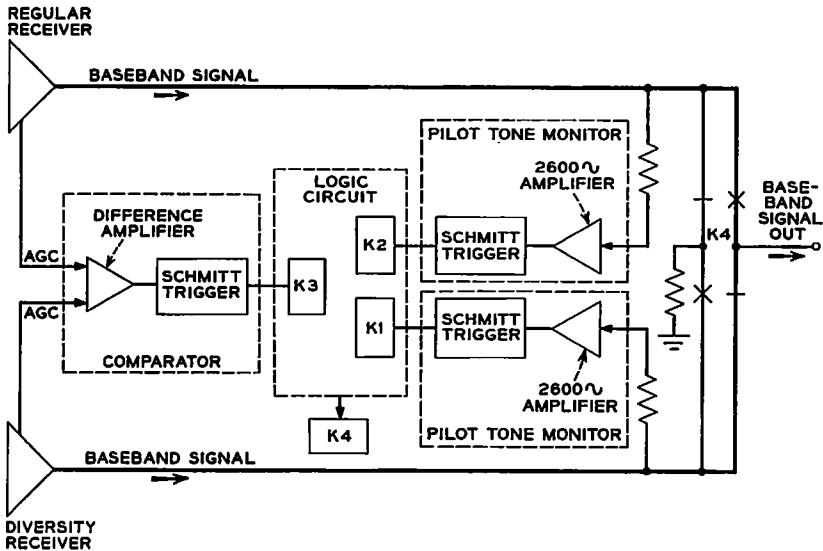 REGULAR
RECEIVER
BASEBAND SIGNAL
PILOT TONE MONITOR
2600∿
AMPLIFIER
LOGIC
CIRCUIT
DIFFERENCE
AMPLIFIER
BASE-
BAND
SIGNAL
OUT
K4
K2
SCHMITT
TRIGGER
AGC
SCHMITT
TRIGGER
K3
AGC
K1
SCHMITT
TRIGGER
COMPARATOR
2600∿
AMPLIFIER
K4
PILOT TONE MONITOR
BASEBAND SIGNAL
DIVERSITY
RECEIVER